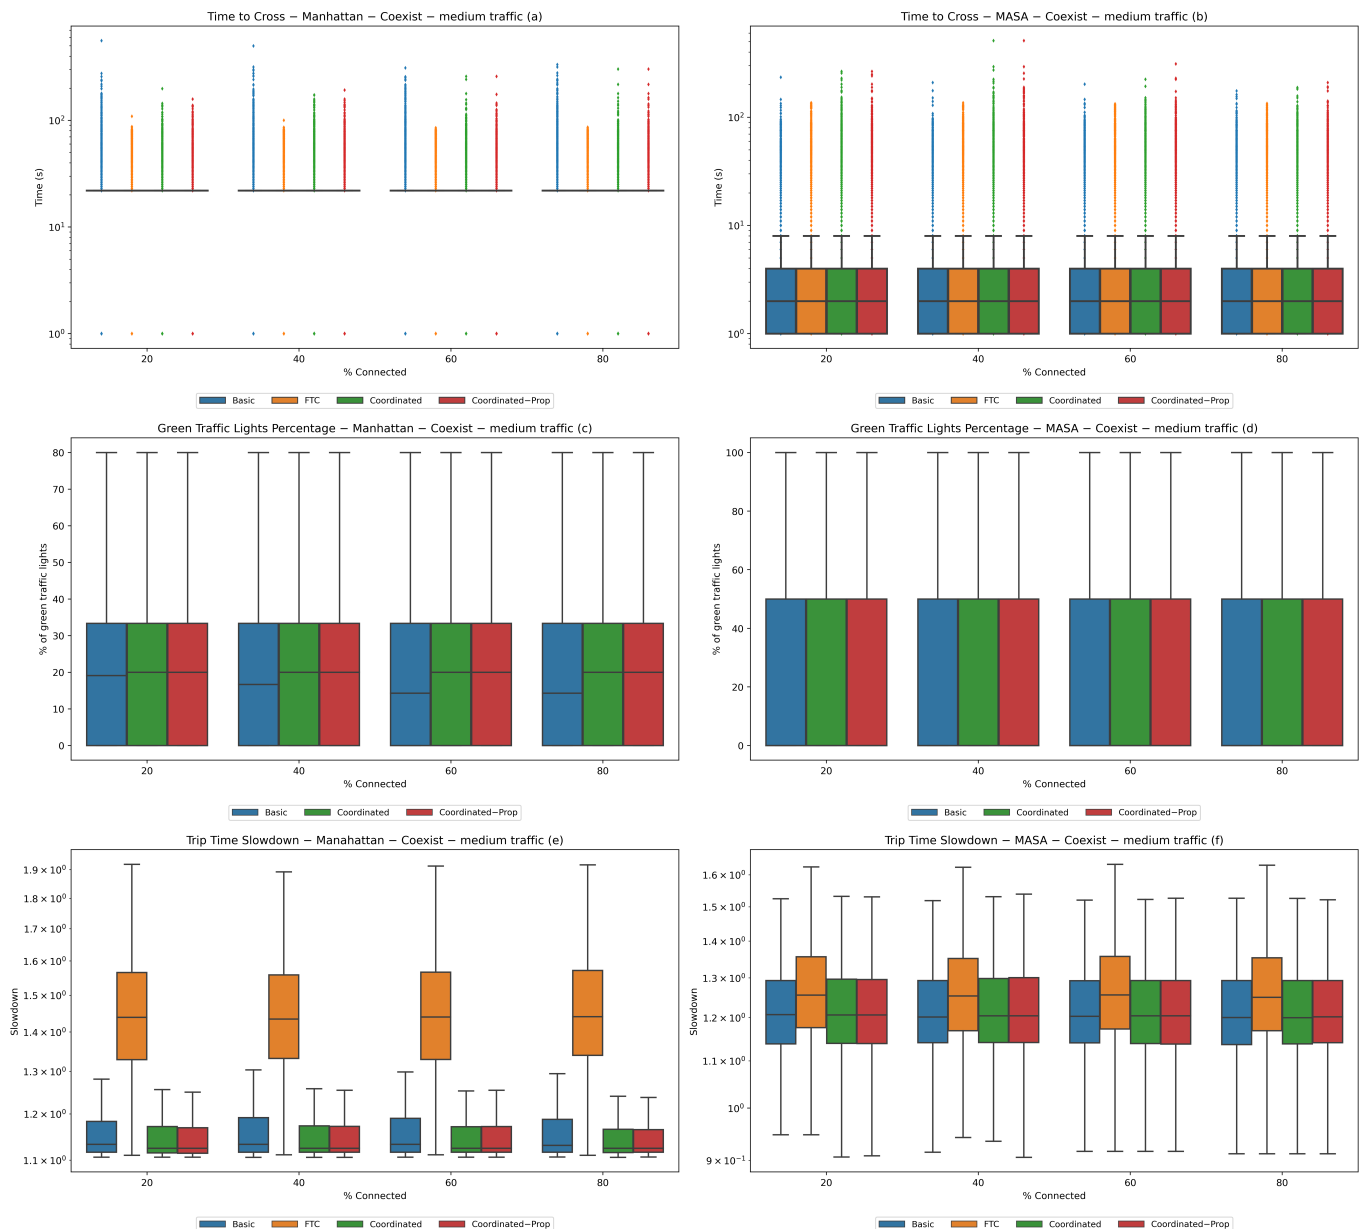 Time to Cross − Manhattan − Coexist − medium traffic (a)
Time (s)
10²
10¹
10⁰
20 40 60 80
% Connected
Basic FTC Coordinated Coordinated−Prop
Time to Cross − MASA − Coexist − medium traffic (b)
Time (s)
10²
10¹
10⁰
20 40 60 80
% Connected
Basic FTC Coordinated Coordinated−Prop
Green Traffic Lights Percentage − Manhattan − Coexist − medium traffic (c)
% of green traffic lights
80
70
60
50
40
30
20
10
0
20 40 60 80
% Connected
Basic Coordinated Coordinated−Prop
Green Traffic Lights Percentage − MASA − Coexist − medium traffic (d)
% of green traffic lights
100
80
60
40
20
0
20 40 60 80
% Connected
Basic Coordinated Coordinated−Prop
Trip Time Slowdown − Manahattan − Coexist − medium traffic (e)
Slowdown
1.9 × 10⁰
1.8 × 10⁰
1.7 × 10⁰
1.6 × 10⁰
1.5 × 10⁰
1.4 × 10⁰
1.3 × 10⁰
1.2 × 10⁰
1.1 × 10⁰
20 40 60 80
% Connected
Basic FTC Coordinated Coordinated−Prop
Trip Time Slowdown − MASA − Coexist − medium traffic (f)
Slowdown
1.6 × 10⁰
1.5 × 10⁰
1.4 × 10⁰
1.3 × 10⁰
1.2 × 10⁰
1.1 × 10⁰
10⁰
9 × 10⁻¹
20 40 60 80
% Connected
Basic FTC Coordinated Coordinated−Prop